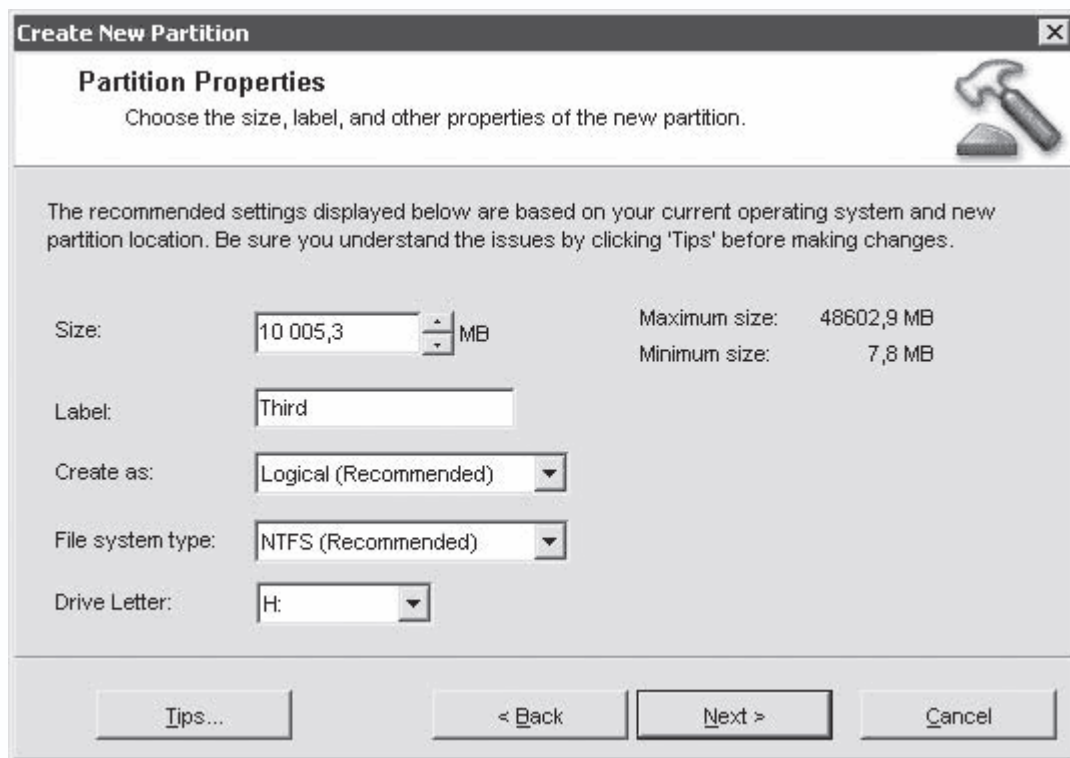 Create New Partition
Partition Properties
Choose the size, label, and other properties of the new partition.
The recommended settings displayed below are based on your current operating system and new
partition location. Be sure you understand the issues by clicking 'Tips' before making changes.
Size: 10 005,3 MB Maximum size: 48602,9 MB
Minimum size: 7,8 MB
Label: Third
Create as: Logical (Recommended)
File system type: NTFS (Recommended)
Drive Letter: H:
Tips... < Back Next > Cancel